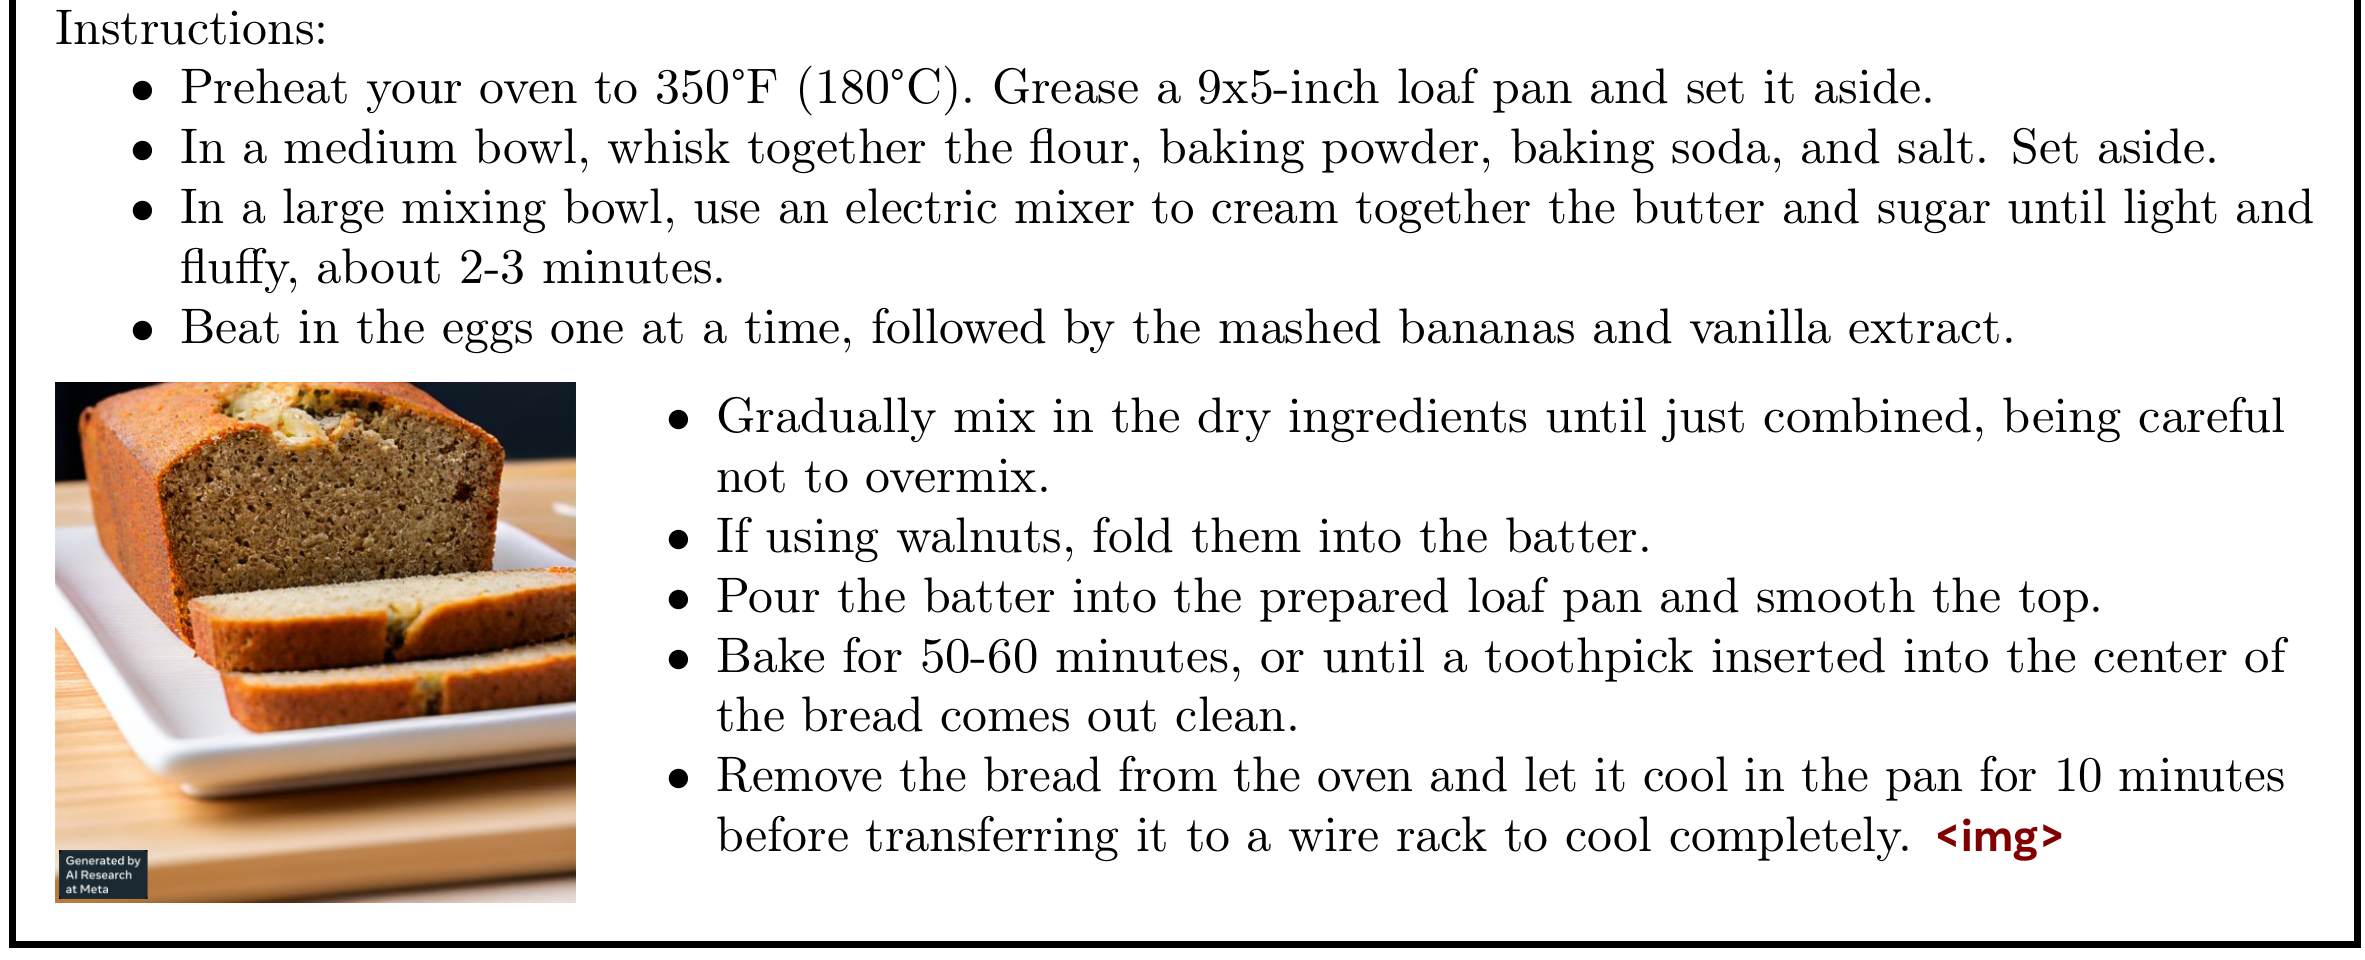 Instructions:
• Preheat your oven to 350°F (180°C). Grease a 9x5-inch loaf pan and set it aside.
• In a medium bowl, whisk together the flour, baking powder, baking soda, and salt. Set aside.
• In a large mixing bowl, use an electric mixer to cream together the butter and sugar until light and
fluffy, about 2-3 minutes.
• Beat in the eggs one at a time, followed by the mashed bananas and vanilla extract.
• Gradually mix in the dry ingredients until just combined, being careful
not to overmix.
• If using walnuts, fold them into the batter.
• Pour the batter into the prepared loaf pan and smooth the top.
• Bake for 50-60 minutes, or until a toothpick inserted into the center of
the bread comes out clean.
• Remove the bread from the oven and let it cool in the pan for 10 minutes
before transferring it to a wire rack to cool completely. <img>
Generated by
AI Research
at Meta